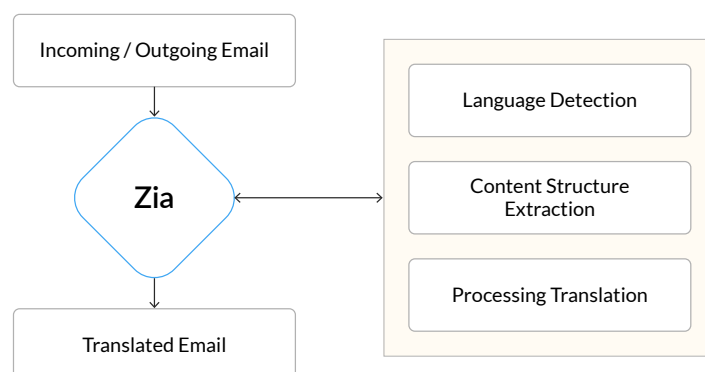 Incoming / Outgoing Email
Zia
Translated Email
Language Detection
Content Structure
Extraction
Processing Translation